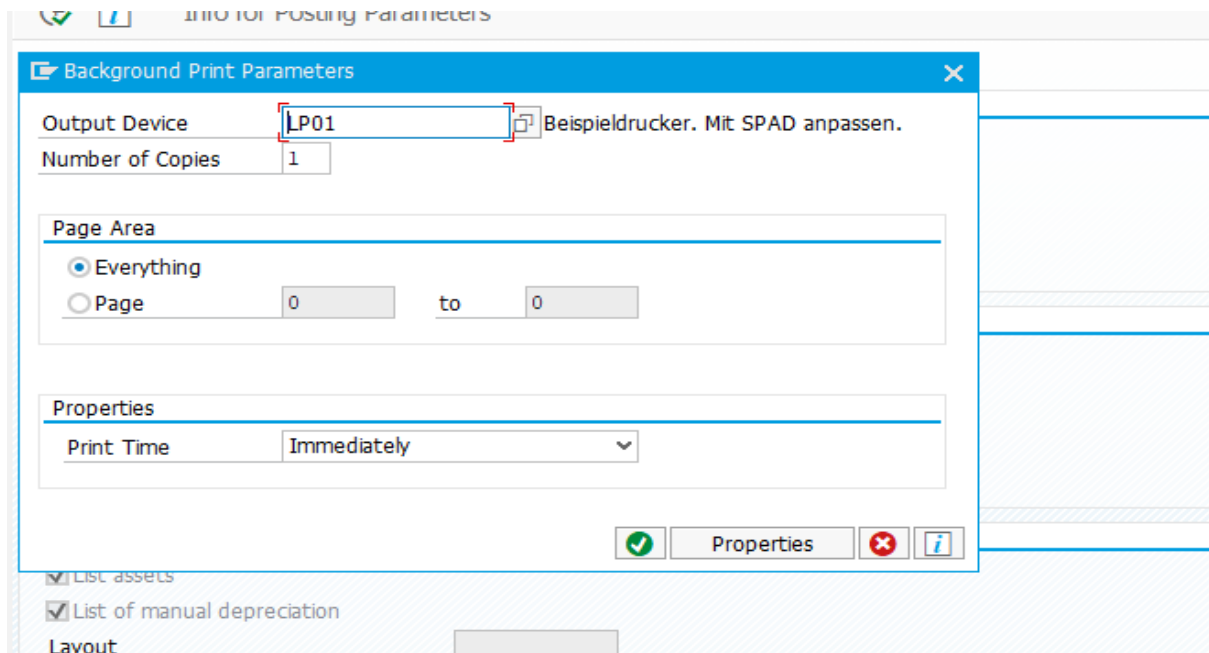 Info for Posting Parameters
Background Print Parameters
Output Device LP01 Beispieldrucker. Mit SPAD anpassen.
Number of Copies 1
Page Area
Everything
Page 0 to 0
Properties
Print Time Immediately
Properties
List assets
List of manual depreciation
Layout